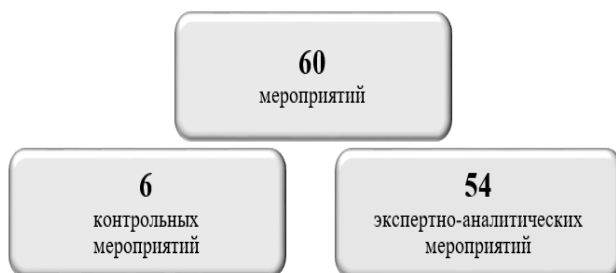 60
мероприятий
6
контрольных
мероприятий
54
экспертно-аналитических
мероприятий